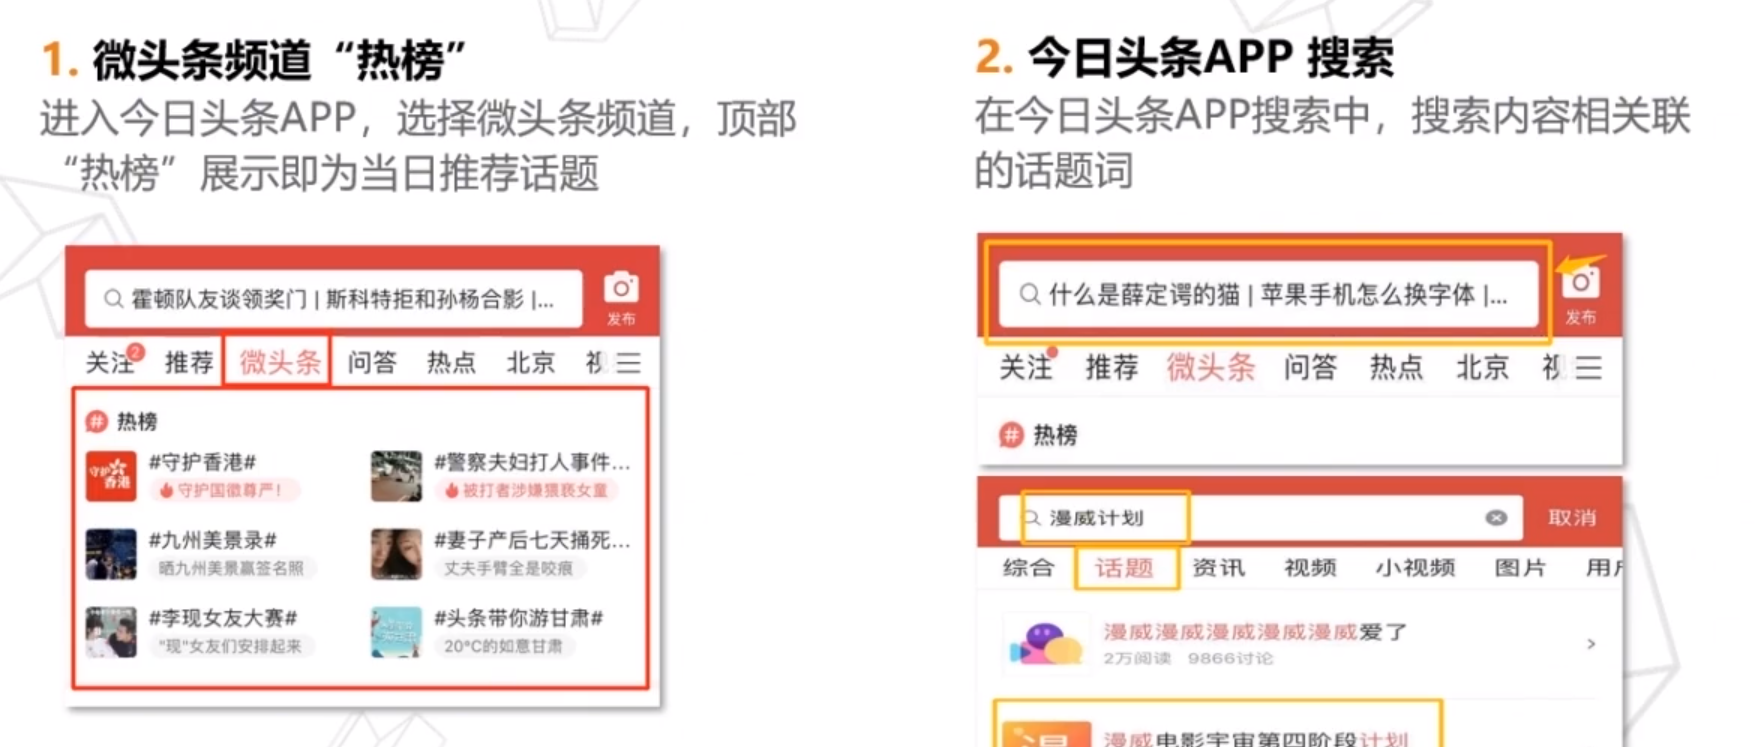 1. 微头条频道“热榜”
进入今日头条APP，选择微头条频道，顶部
“热榜”展示即为当日推荐话题
霍顿队友谈领奖门 | 斯科特拒和孙杨合影 |...
发布
关注 2 推荐 微头条 问答 热点 北京
# 热榜
守护香港
#守护香港#
守护国徽尊严！
#警察夫妇打人事件...
被打者涉嫌猥亵女童
#九州美景录#
晒九州美景赢签名照
#妻子产后七天捅死...
丈夫手臂全是咬痕
#李现女友大赛#
"现"女友们安排起来
#头条带你游甘肃#
20°C的如意甘肃
2. 今日头条APP 搜索
在今日头条APP搜索中，搜索内容相关联
的话题词
什么是薛定谔的猫 | 苹果手机怎么换字体 |...
发布
关注 推荐 微头条 问答 热点 北京
# 热榜
漫威计划
取消
综合 话题 资讯 视频 小视频 图片 用户
漫威漫威漫威漫威漫威爱了
2万阅读 9866讨论
漫威电影宇宙第四阶段计划